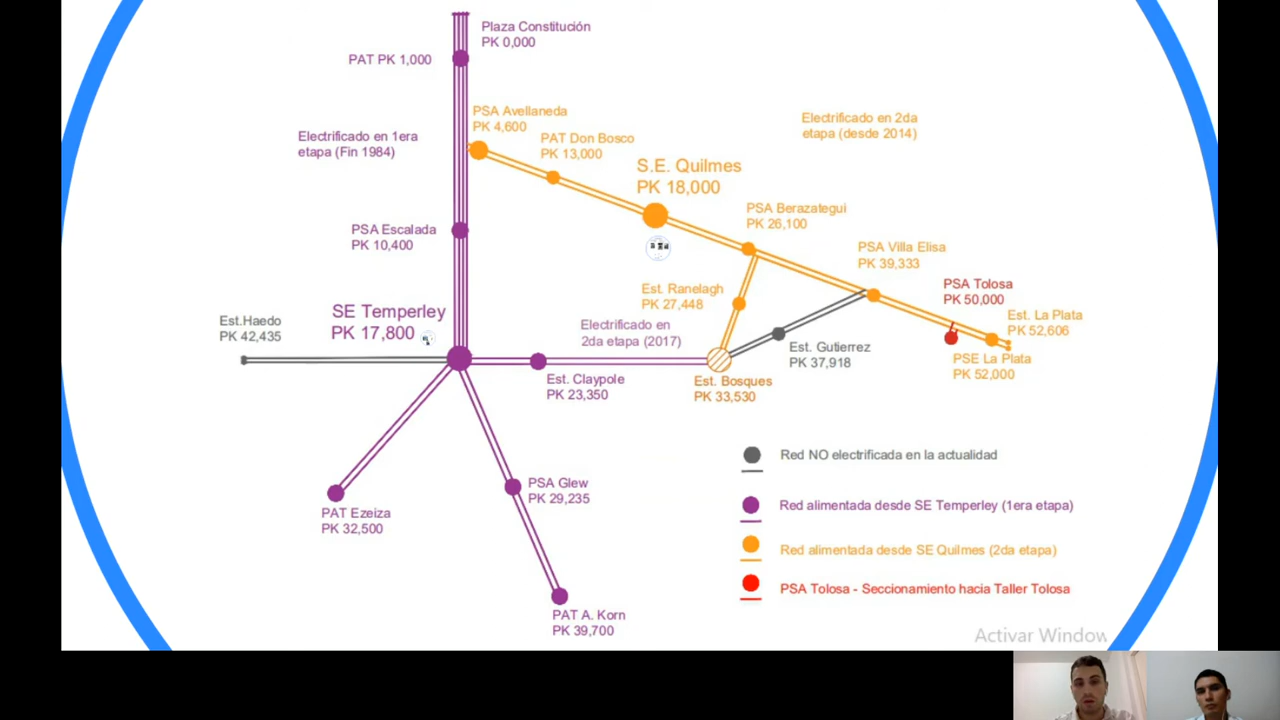 Plaza Constitución
PK 0,000
PAT PK 1,000
PSA Avellaneda
PK 4,600
Electrificado en 1era
etapa (Fin 1984)
PAT Don Bosco
PK 13,000
Electrificado en 2da
etapa (desde 2014)
S.E. Quilmes
PK 18,000
PSA Berazategui
PK 26,100
PSA Escalada
PK 10,400
PSA Villa Elisa
PK 39,333
Est. Ranelagh
PK 27,448
PSA Tolosa
PK 50,000
SE Temperley
PK 17,800
Est.Haedo
PK 42,435
Electrificado en
2da etapa (2017)
Est. La Plata
PK 52,606
Est. Gutierrez
PK 37,918
PSE La Plata
PK 52,000
Est. Claypole
PK 23,350
Est. Bosques
PK 33,530
Red NO electrificada en la actualidad
PSA Glew
PK 29,235
Red alimentada desde SE Temperley (1era etapa)
PAT Ezeiza
PK 32,500
Red alimentada desde SE Quilmes (2da etapa)
PSA Tolosa - Seccionamiento hacia Taller Tolosa
PAT A. Korn
PK 39,700
Activar Window